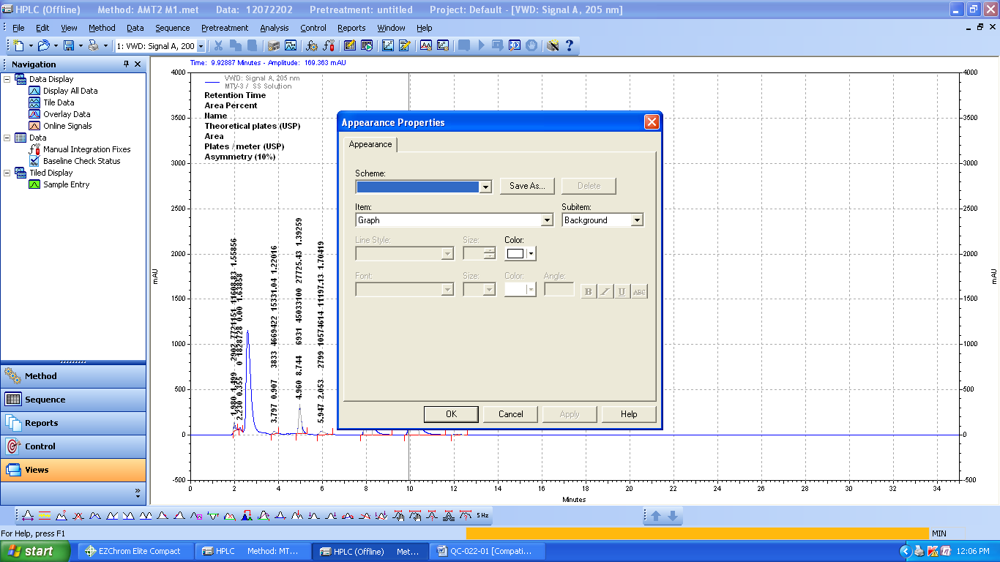 HPLC (Offline) Method: AMT2 M1.met Data: 12072202 Pretreatment: untitled Project: Default - [VWD: Signal A, 205 nm]
File Edit View Method Data Sequence Pretreatment Analysis Control Reports Window Help
1: VWD: Signal A, 200
Navigation
Data Display
Display All Data
Tile Data
Overlay Data
Online Signals
Data
Manual Integration Fixes
Baseline Check Status
Tiled Display
Sample Entry
Method
Sequence
Reports
Control
Views
Time: 9.92887 Minutes - Amplitude: 169.363 mAU
VWD: Signal A, 205 nm
MTV-3 / SS Solution
Retention Time
Area Percent
Name
Theoretical plates (USP)
Area
Plates / meter (USP)
Asymmetry (10%)
4000
3500
3000
2500
2000
1500
1000
500
0
-500
mAU
1.980 1.499 2902 7721151 11608.83 1.55856
2.230 0.355 0 1828728 0.00 1.63858
3.797 0.907 3833 4669422 15331.04 1.22016
4.960 8.744 6931 45033100 27725.43 1.39259
5.947 2.053 2799 10574614 11197.13 1.70419
Appearance Properties
Appearance
Scheme:
Save As... Delete
Item: Subitem:
Graph Background
Line Style: Size: Color:
Font: Size: Color: Angle:
B I U ABC
OK Cancel Apply Help
4000
3500
3000
2500
2000
1500
1000
500
0
-500
mAU
0 2 4 6 8 10 12 14 16 18 20 22 24 26 28 30 32 34
Minutes
5 Hz
For Help, press F1
MIN
start EZChrom Elite Compact HPLC Method: MT... HPLC (Offline) Met... QC-022-01 [Compati... 12:06 PM